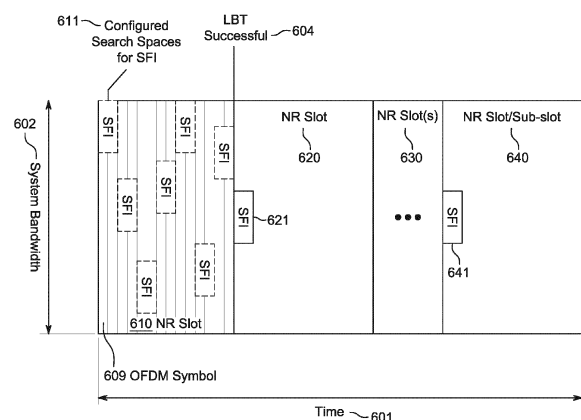 611
Configured
Search Spaces
for SFI
LBT
Successful
604
602
System Bandwidth
SFI
SFI
SFI
SFI
SFI
SFI
SFI
610 NR Slot
609 OFDM Symbol
NR Slot
620
SFI
621
NR Slot(s)
630
•••
NR Slot/Sub-slot
640
SFI
641
Time
601